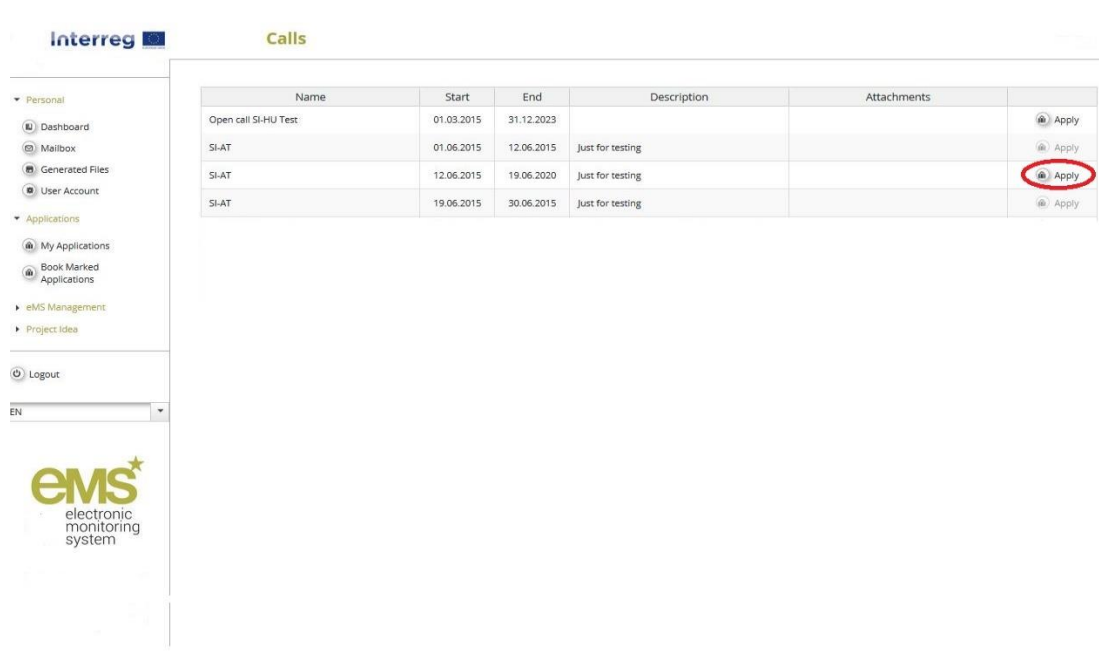 Interreg
Calls
Personal
Dashboard
Mailbox
Generated Files
User Account
Applications
My Applications
Book Marked
Applications
eMS Management
Project Idea
Logout
EN
eMS
electronic
monitoring
system
Name Start End Description Attachments
Open call SI-HU Test 01.03.2015 31.12.2023 Apply
SI-AT 01.06.2015 12.06.2015 Just for testing Apply
SI-AT 12.06.2015 19.06.2020 Just for testing Apply
SI-AT 19.06.2015 30.06.2015 Just for testing Apply